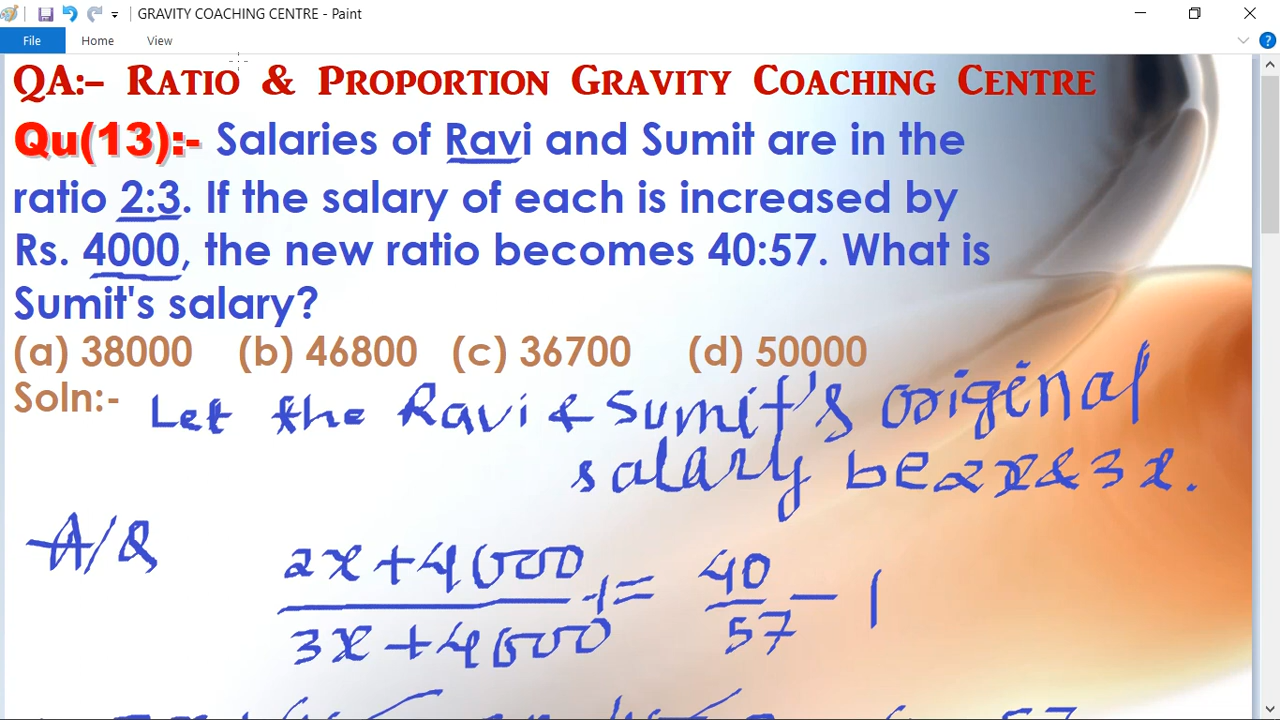 GRAVITY COACHING CENTRE - Paint
File Home View
QA:- RATIO & PROPORTION GRAVITY COACHING CENTRE
Qu(13):- Salaries of Ravi and Sumit are in the
ratio 2:3. If the salary of each is increased by
Rs. 4000, the new ratio becomes 40:57. What is
Sumit's salary?
(a) 38000 (b) 46800 (c) 36700 (d) 50000
Soln:- Let the Ravi & Sumit's original
salary be 2x & 3x.
A/Q
2x+4000
3x+4000
-1 =
40
57
- 1